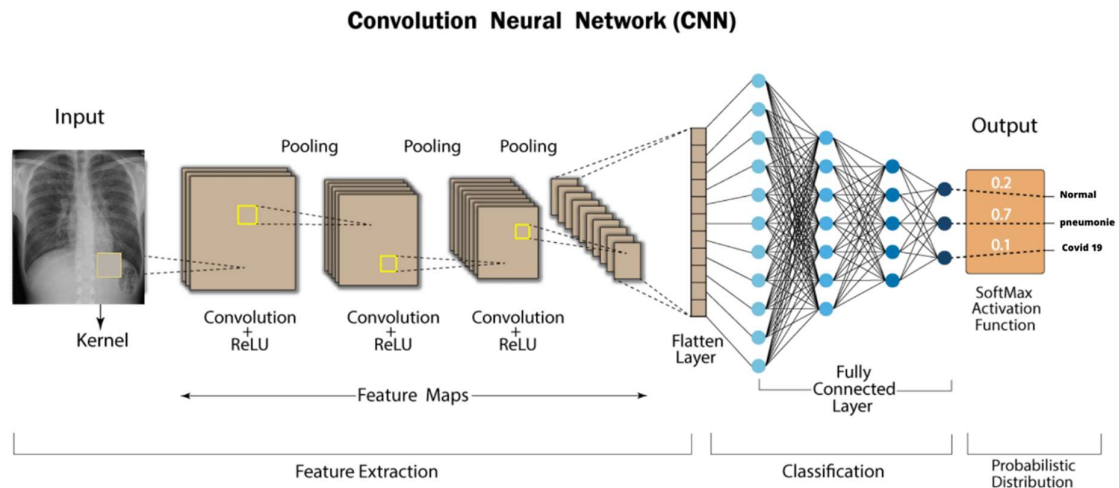 Convolution Neural Network (CNN)
Input
Kernel
Pooling
Pooling
Pooling
Convolution
+
ReLU
Convolution
+
ReLU
Convolution
+
ReLU
Feature Maps
Flatten
Layer
Fully
Connected
Layer
Output
0.2
Normal
0.7
pneumonie
0.1
Covid 19
SoftMax
Activation
Function
Feature Extraction
Classification
Probabilistic
Distribution